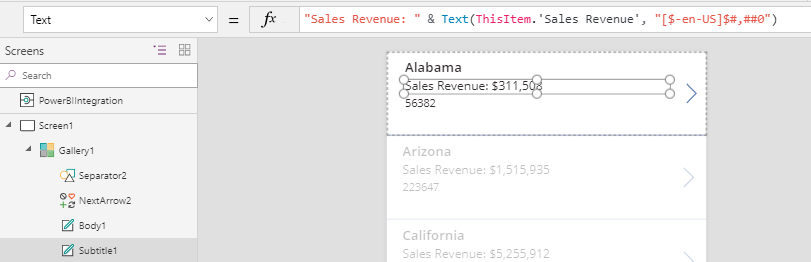 Text = fx "Sales Revenue: " & Text(ThisItem.'Sales Revenue', "[$-en-US]$#,##0")
Screens
Search
PowerBIIntegration
Screen1
Gallery1
Separator2
NextArrow2
Body1
Subtitle1
Alabama
Sales Revenue: $311,508
56382
Arizona
Sales Revenue: $1,515,935
223647
California
Sales Revenue: $5,255,912